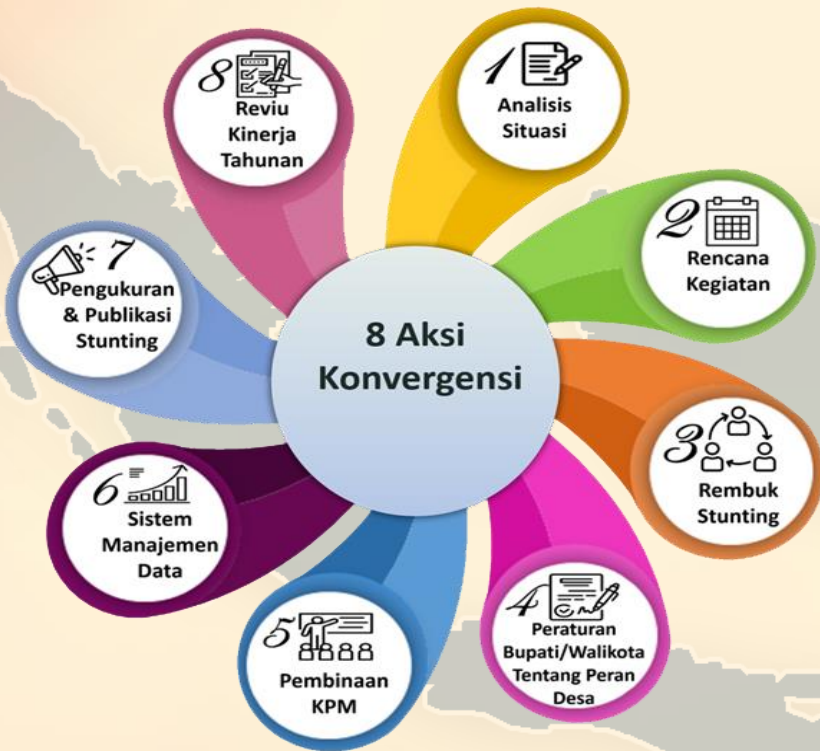 8 Aksi
Konvergensi
1
Analisis
Situasi
2
Rencana
Kegiatan
3
Rembuk
Stunting
4
Peraturan
Bupati/Walikota
Tentang Peran
Desa
5
Pembinaan
KPM
6
Sistem
Manajemen
Data
7
Pengukuran
& Publikasi
Stunting
8
Reviu
Kinerja
Tahunan